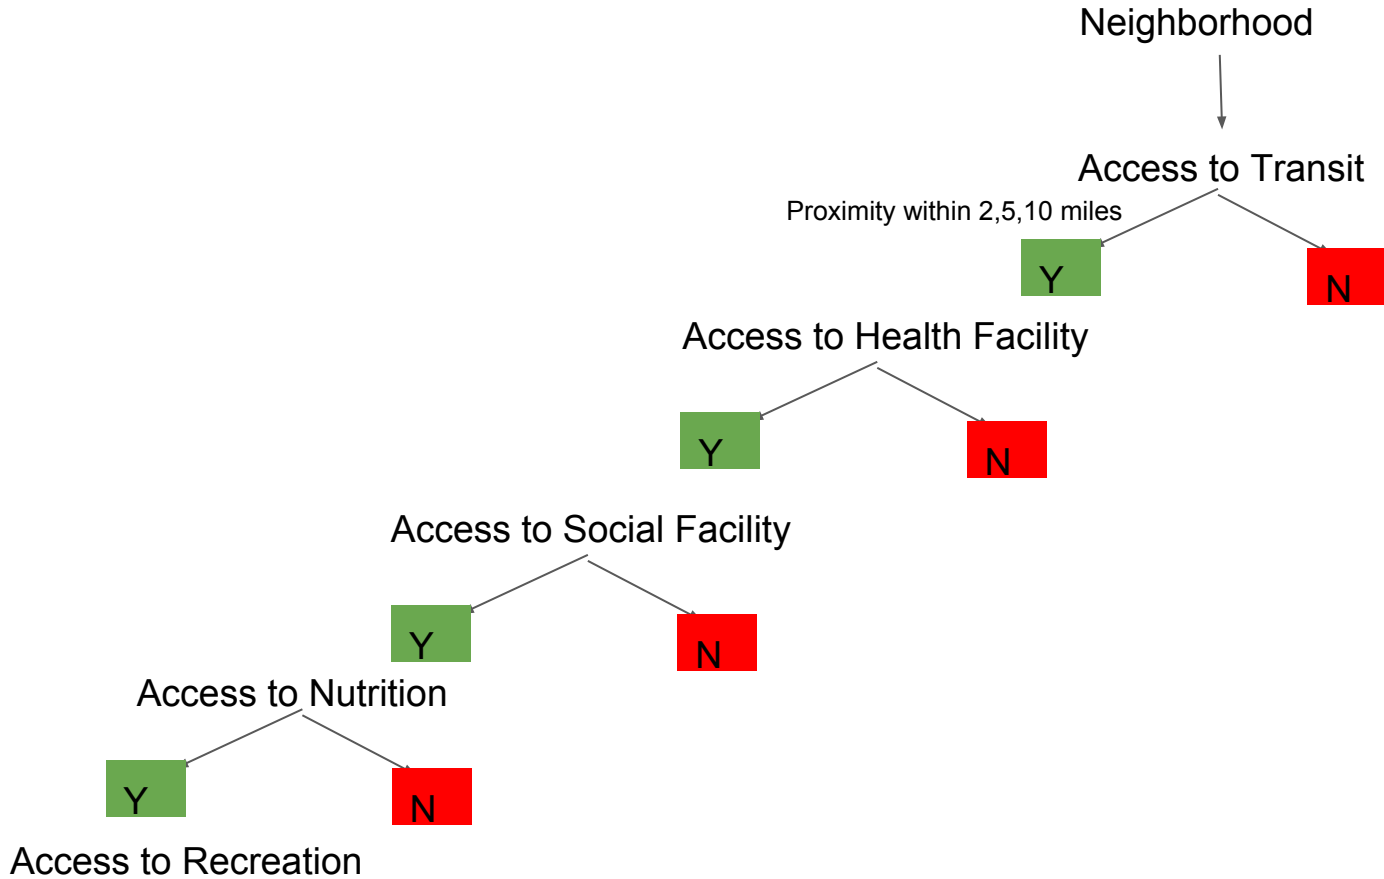 Neighborhood
Access to Transit
Proximity within 2,5,10 miles
Y
N
Access to Health Facility
Y
N
Access to Social Facility
Y
N
Access to Nutrition
Y
N
Access to Recreation